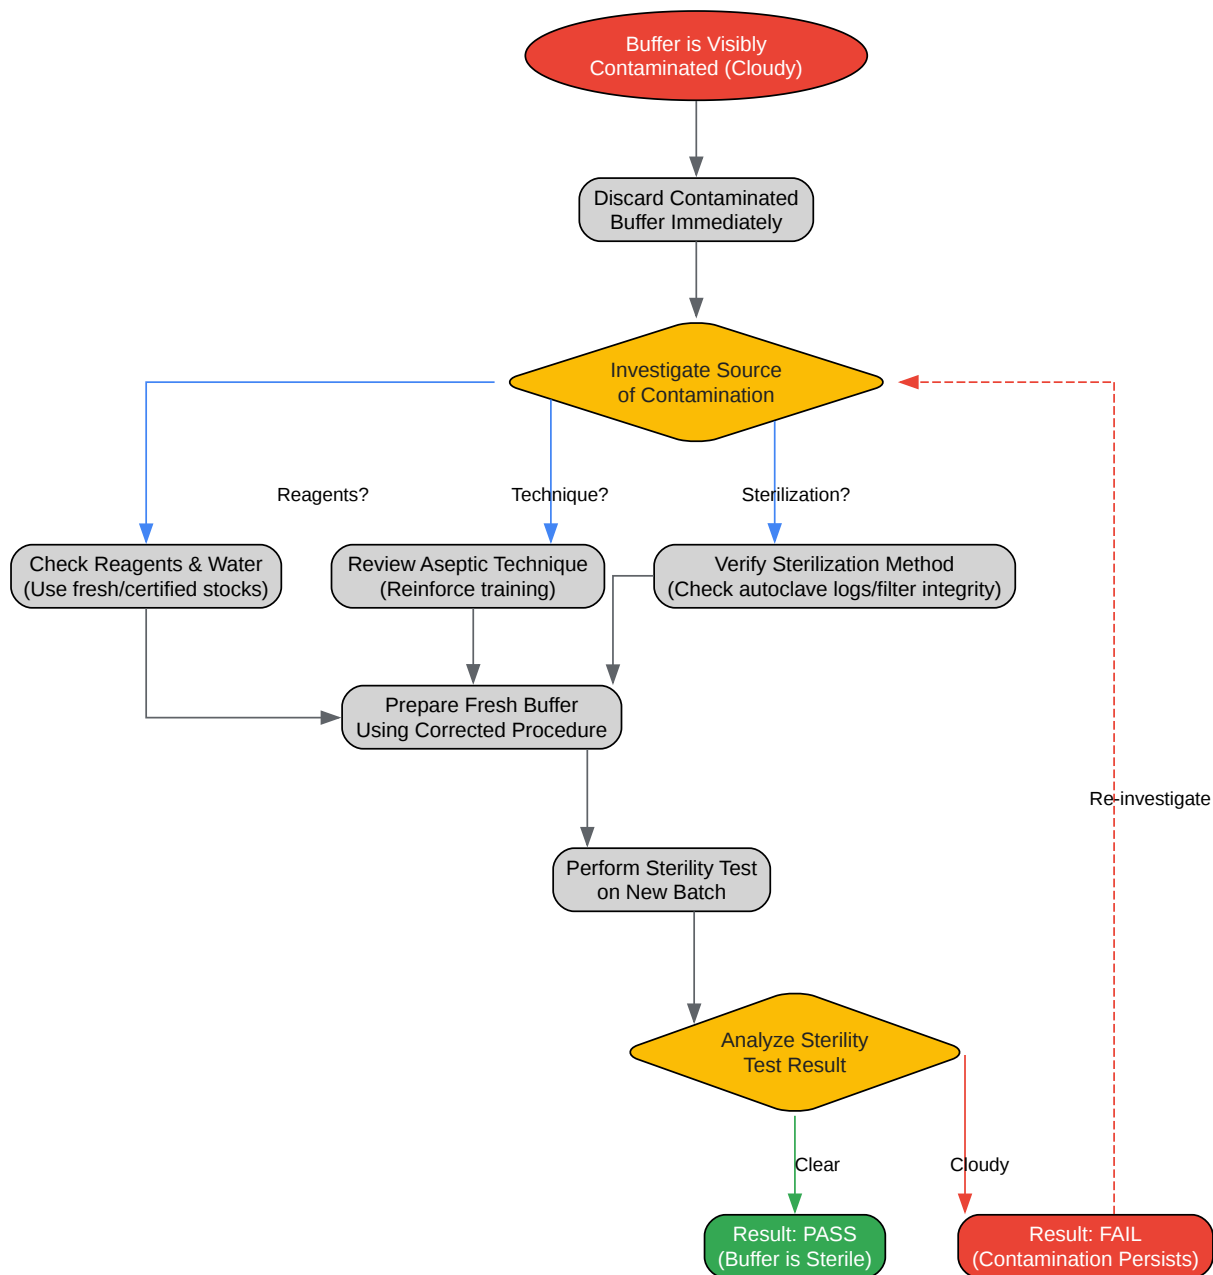 Buffer is Visibly
Contaminated (Cloudy)
Discard Contaminated
Buffer Immediately
Investigate Source
of Contamination
Reagents?
Technique?
Sterilization?
Check Reagents & Water
(Use fresh/certified stocks)
Review Aseptic Technique
(Reinforce training)
Verify Sterilization Method
(Check autoclave logs/filter integrity)
Prepare Fresh Buffer
Using Corrected Procedure
Re-investigate
Perform Sterility Test
on New Batch
Analyze Sterility
Test Result
Clear
Cloudy
Result: PASS
(Buffer is Sterile)
Result: FAIL
(Contamination Persists)